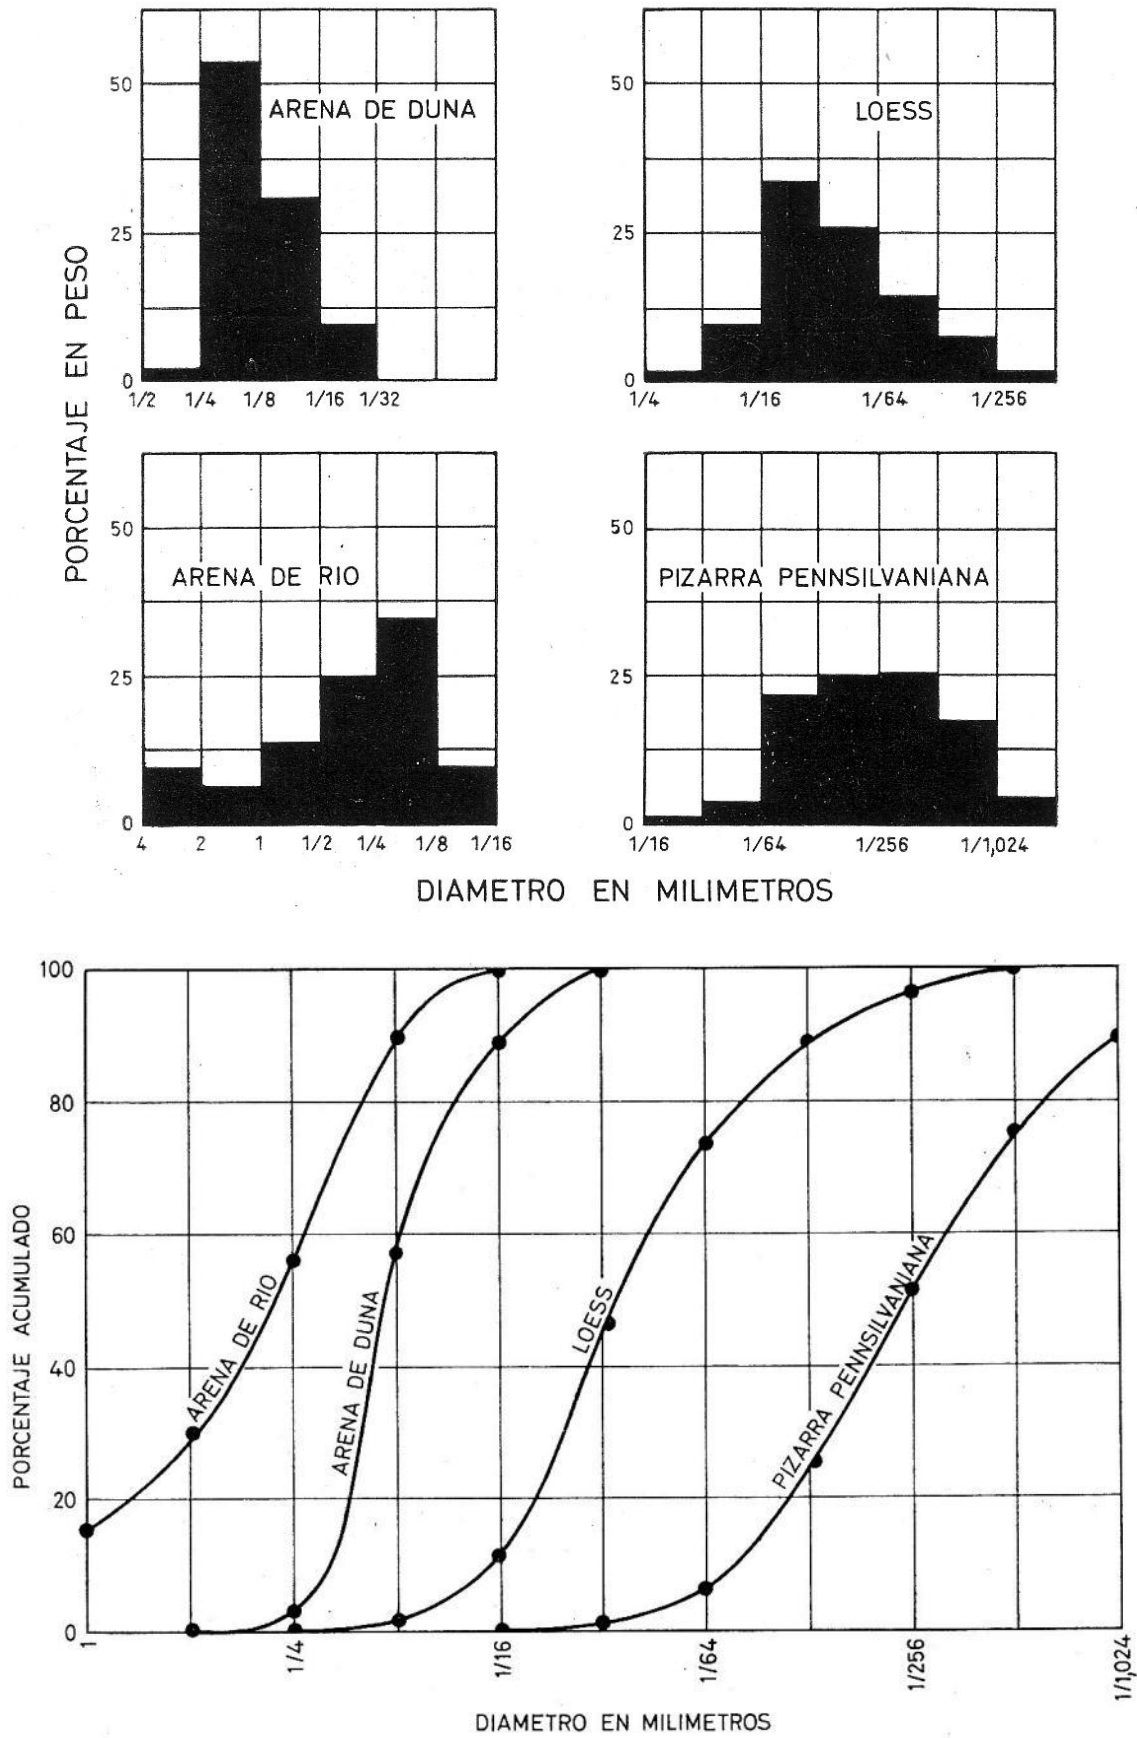 PORCENTAJE EN PESO
50
25
0
ARENA DE DUNA
1/2 1/4 1/8 1/16 1/32
50
25
0
LOESS
1/4 1/16 1/64 1/256
50
25
0
ARENA DE RIO
4 2 1 1/2 1/4 1/8 1/16
50
25
0
PIZARRA PENNSILVANIANA
1/16 1/64 1/256 1/1,024
DIAMETRO EN MILIMETROS
PORCENTAJE ACUMULADO
100
80
60
40
20
0
ARENA DE RIO
ARENA DE DUNA
LOESS
PIZARRA PENNSILVANIANA
1 1/4 1/16 1/64 1/256 1/1,024
DIAMETRO EN MILIMETROS